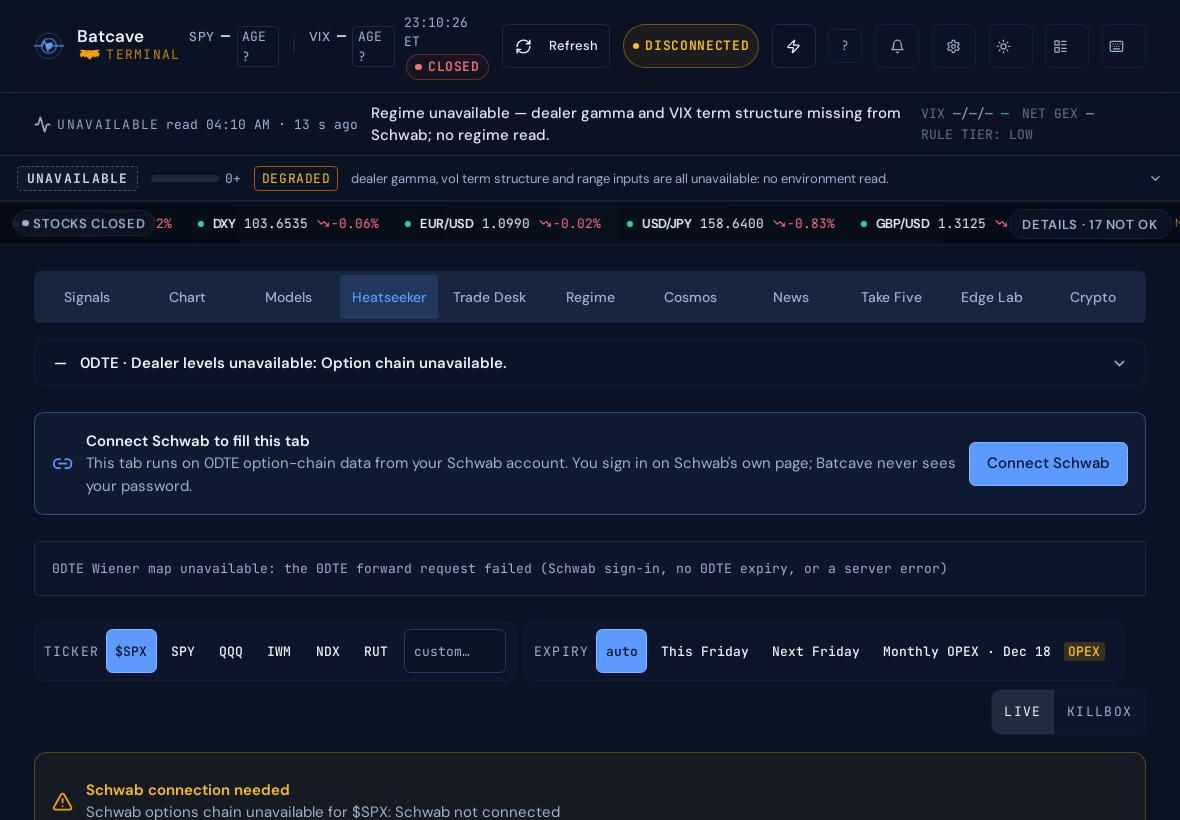 Batcave
TERMINAL
SPY — AGE ?
VIX — AGE ?
23:10:26 ET
CLOSED
Refresh
DISCONNECTED
?
UNAVAILABLE read 04:10 AM · 13 s ago
Regime unavailable — dealer gamma and VIX term structure missing from
Schwab; no regime read.
VIX —/—/— — NET GEX —
RULE TIER: LOW
UNAVAILABLE 0+ DEGRADED dealer gamma, vol term structure and range inputs are all unavailable: no environment read.
STOCKS CLOSED 2% DXY 103.6535 -0.06% EUR/USD 1.0990 -0.02% USD/JPY 158.6400 -0.83% GBP/USD 1.3125 DETAILS · 17 NOT OK
Signals Chart Models Heatseeker Trade Desk Regime Cosmos News Take Five Edge Lab Crypto
— 0DTE · Dealer levels unavailable: Option chain unavailable.
Connect Schwab to fill this tab
This tab runs on 0DTE option-chain data from your Schwab account. You sign in on Schwab's own page; Batcave never sees
your password.
Connect Schwab
0DTE Wiener map unavailable: the 0DTE forward request failed (Schwab sign-in, no 0DTE expiry, or a server error)
TICKER $SPX SPY QQQ IWM NDX RUT custom…
EXPIRY auto This Friday Next Friday Monthly OPEX · Dec 18 OPEX
LIVE KILLBOX
Schwab connection needed
Schwab options chain unavailable for $SPX: Schwab not connected